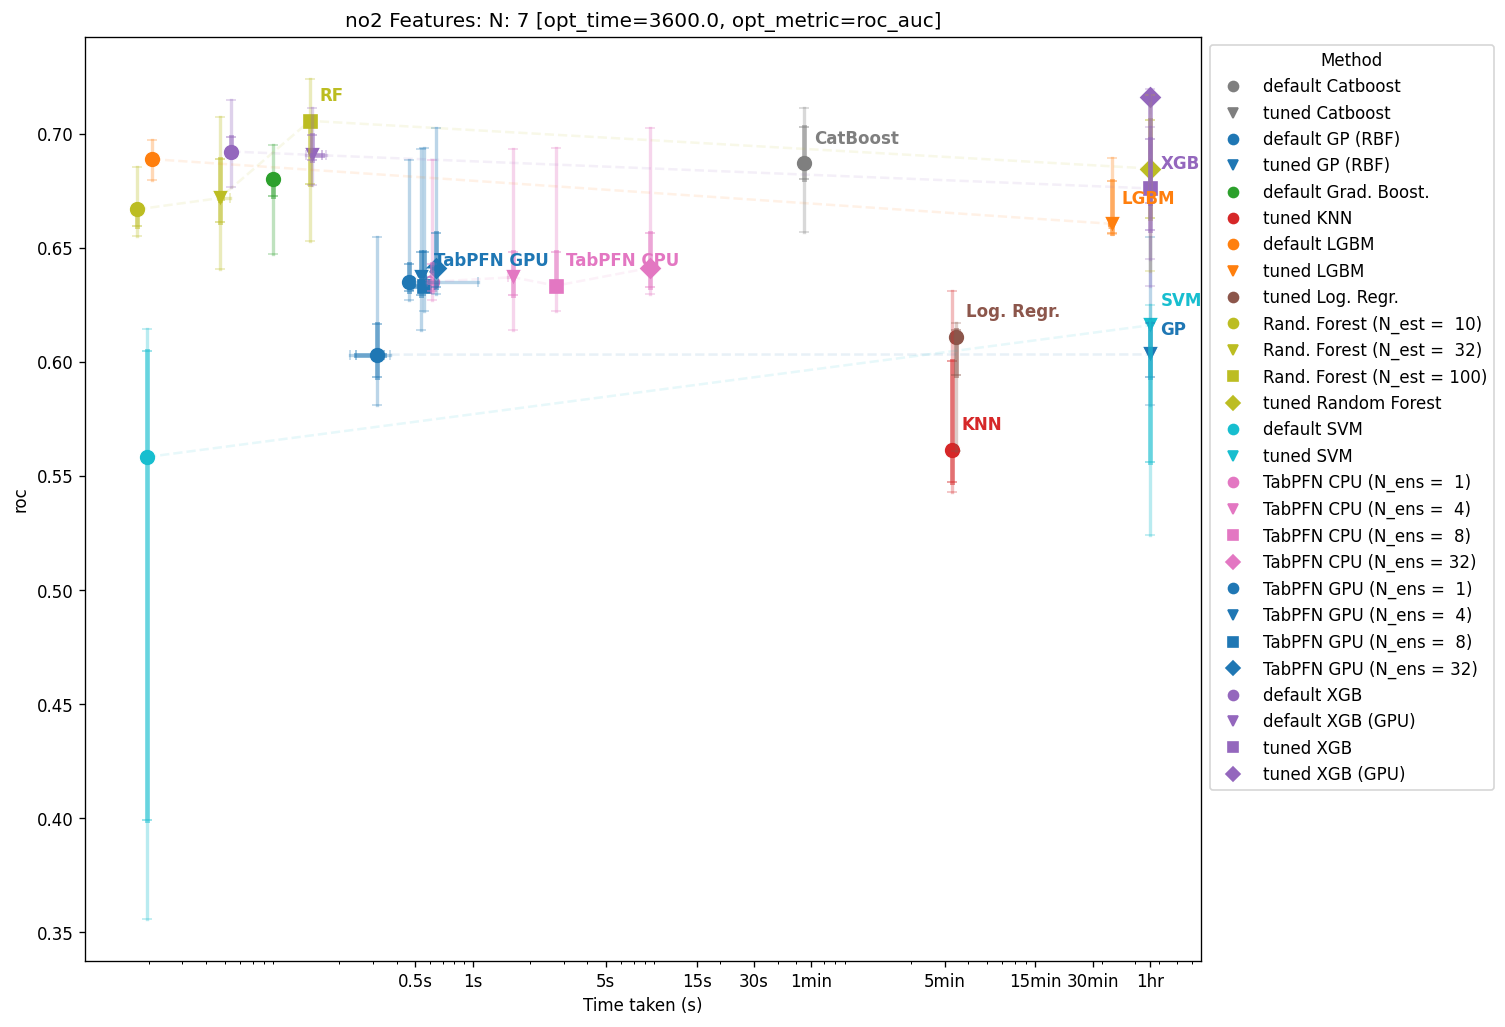 no2 Features: N: 7 [opt_time=3600.0, opt_metric=roc_auc]
roc
0.70
0.65
0.60
0.55
0.50
0.45
0.40
0.35
RF
CatBoost
XGB
LGBM
TabPFN GPU
TabPFN GPU
SVM
GP
Log. Regr.
KNN
0.5s
1s
5s
15s
30s
1min
5min
15min
30min
1hr
Time taken (s)
Method
default Catboost
tuned Catboost
default GP (RBF)
tuned GP (RBF)
default Grad. Boost.
tuned KNN
default LGBM
tuned LGBM
tuned Log. Regr.
Rand. Forest (N_est =  10)
Rand. Forest (N_est =  32)
Rand. Forest (N_est = 100)
tuned Random Forest
default SVM
tuned SVM
TabPFN CPU (N_ens =  1)
TabPFN CPU (N_ens =  4)
TabPFN CPU (N_ens =  8)
TabPFN CPU (N_ens = 32)
TabPFN GPU (N_ens =  1)
TabPFN GPU (N_ens =  4)
TabPFN GPU (N_ens =  8)
TabPFN GPU (N_ens = 32)
default XGB
default XGB (GPU)
tuned XGB
tuned XGB (GPU)